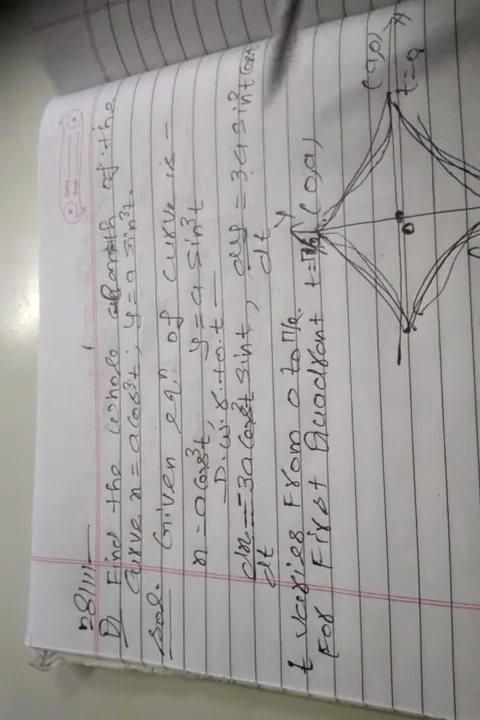 28/11/
Q) Find the whole length of the
curve x = a cos³t, y = a sin³t.
Sol. Given eqⁿ of curve is -
x = a cos³t, y = a sin³t
D.w.r.to.t -
dx/dt = -3a cos²t sint, dy/dt = 3a sin²t cost
t varies from 0 to π/2
For First Quadrant
Y
t=π/2 (0,a)
(a,0)
t=0
O